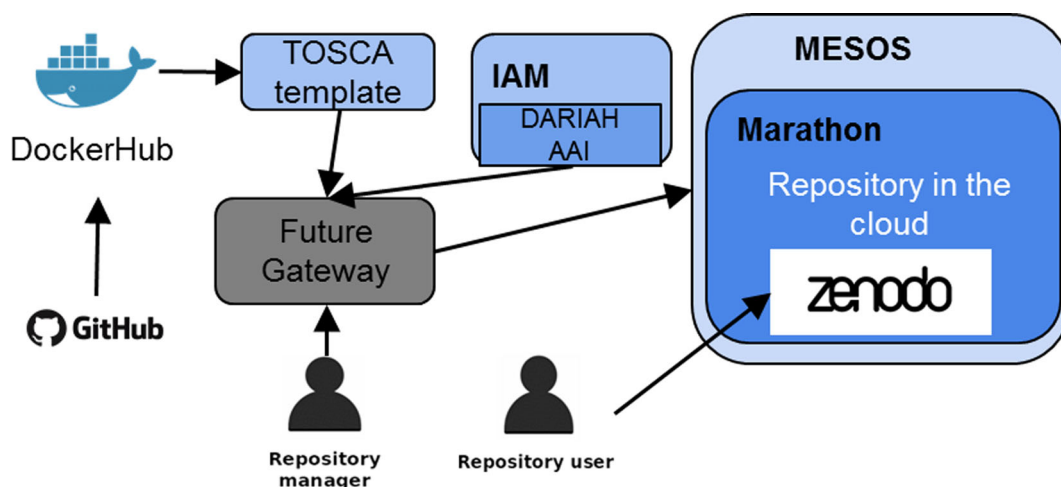 TOSCA
template
IAM
DARIAH
AAI
MESOS
Marathon
Repository in the
cloud
zenodo
DockerHub
Future
Gateway
GitHub
Repository
manager
Repository user